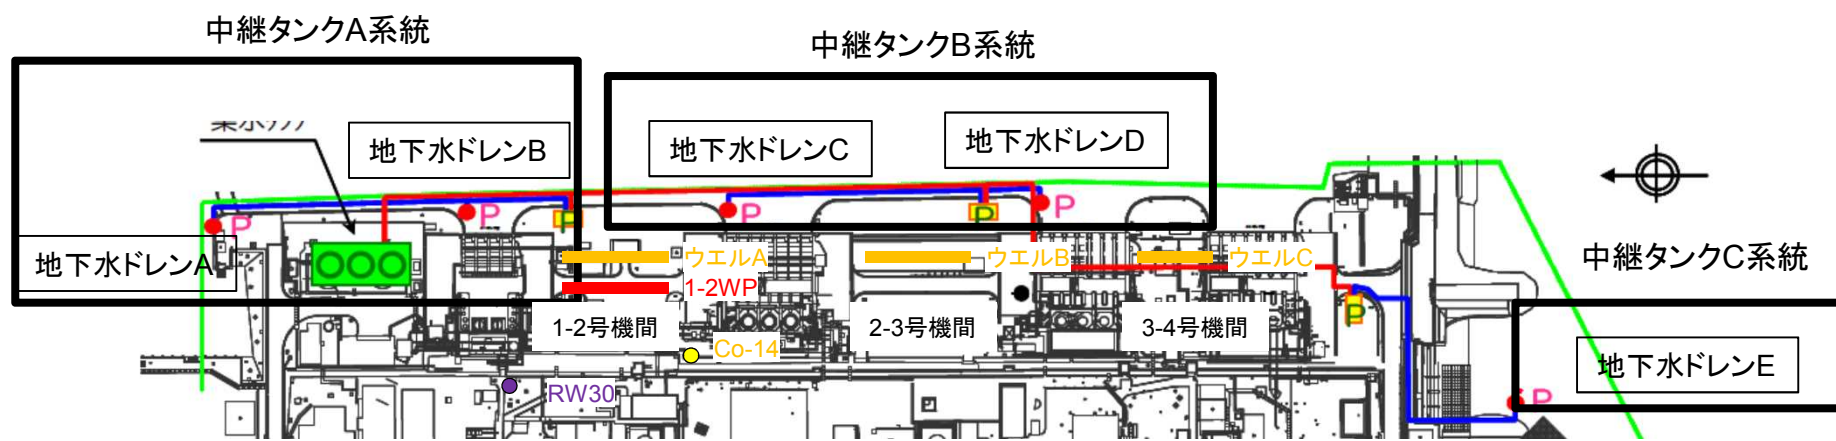 中継タンクA系統
中継タンクB系統
地下水ドレンB
地下水ドレンC
地下水ドレンD
P
P
P
P
P
P
地下水ドレンA
ウエルA
ウエルB
ウエルC
中継タンクC系統
1-2WP
P
1-2号機間
2-3号機間
3-4号機間
Co-14
地下水ドレンE
RW30
P